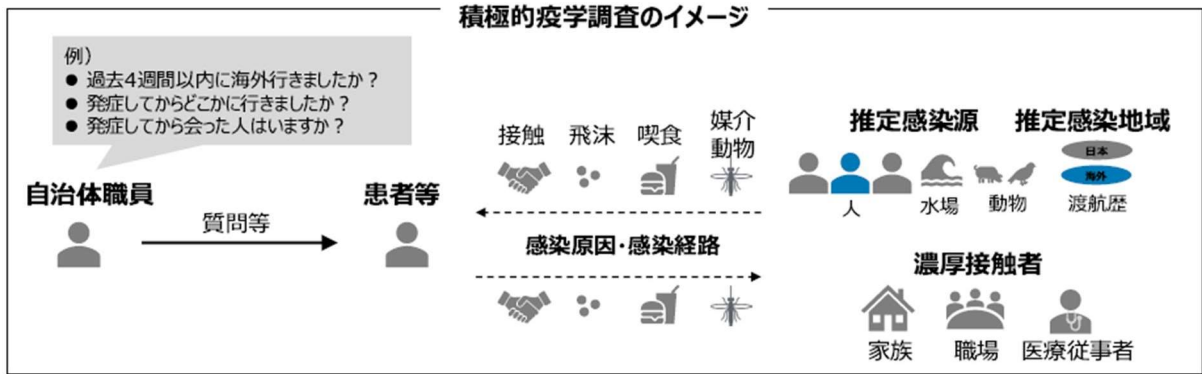 積極的疫学調査のイメージ
例）
● 過去4週間以内に海外行きましたか？
● 発症してからどこかに行きましたか？
● 発症してから会った人はいますか？
自治体職員
質問等
患者等
接触
飛沫
喫食
媒介
動物
感染原因・感染経路
推定感染源
人
水場
動物
推定感染地域
日本
海外
渡航歴
濃厚接触者
家族
職場
医療従事者